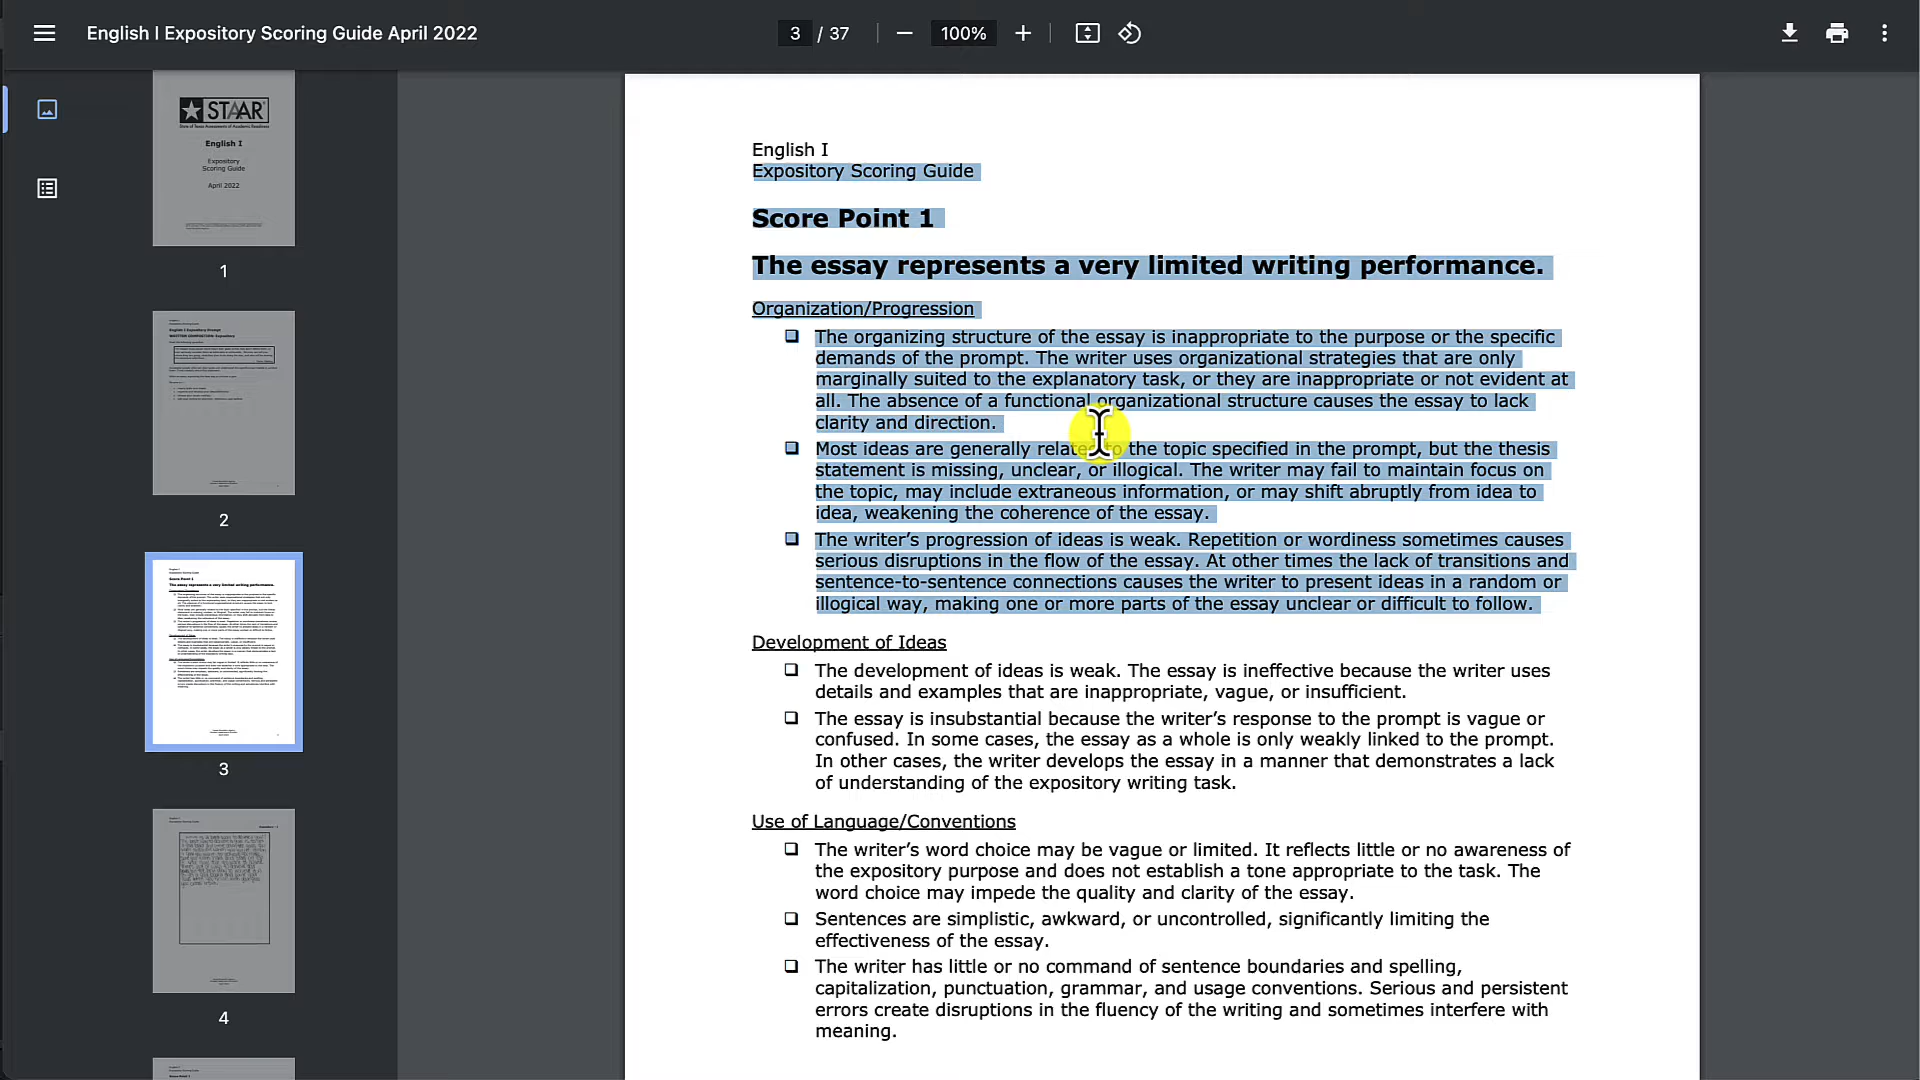 English I Expository Scoring Guide April 2022
3 / 37
100%
STAAR
English I
Expository
Scoring Guide
April 2022
1
2
3
4
English I
Expository Scoring Guide
Score Point 1
The essay represents a very limited writing performance.
Organization/Progression
The organizing structure of the essay is inappropriate to the purpose or the specific
demands of the prompt. The writer uses organizational strategies that are only
marginally suited to the explanatory task, or they are inappropriate or not evident at
all. The absence of a functional organizational structure causes the essay to lack
clarity and direction.
Most ideas are generally related to the topic specified in the prompt, but the thesis
statement is missing, unclear, or illogical. The writer may fail to maintain focus on
the topic, may include extraneous information, or may shift abruptly from idea to
idea, weakening the coherence of the essay.
The writer’s progression of ideas is weak. Repetition or wordiness sometimes causes
serious disruptions in the flow of the essay. At other times the lack of transitions and
sentence-to-sentence connections causes the writer to present ideas in a random or
illogical way, making one or more parts of the essay unclear or difficult to follow.
Development of Ideas
The development of ideas is weak. The essay is ineffective because the writer uses
details and examples that are inappropriate, vague, or insufficient.
The essay is insubstantial because the writer’s response to the prompt is vague or
confused. In some cases, the essay as a whole is only weakly linked to the prompt.
In other cases, the writer develops the essay in a manner that demonstrates a lack
of understanding of the expository writing task.
Use of Language/Conventions
The writer’s word choice may be vague or limited. It reflects little or no awareness of
the expository purpose and does not establish a tone appropriate to the task. The
word choice may impede the quality and clarity of the essay.
Sentences are simplistic, awkward, or uncontrolled, significantly limiting the
effectiveness of the essay.
The writer has little or no command of sentence boundaries and spelling,
capitalization, punctuation, grammar, and usage conventions. Serious and persistent
errors create disruptions in the fluency of the writing and sometimes interfere with
meaning.